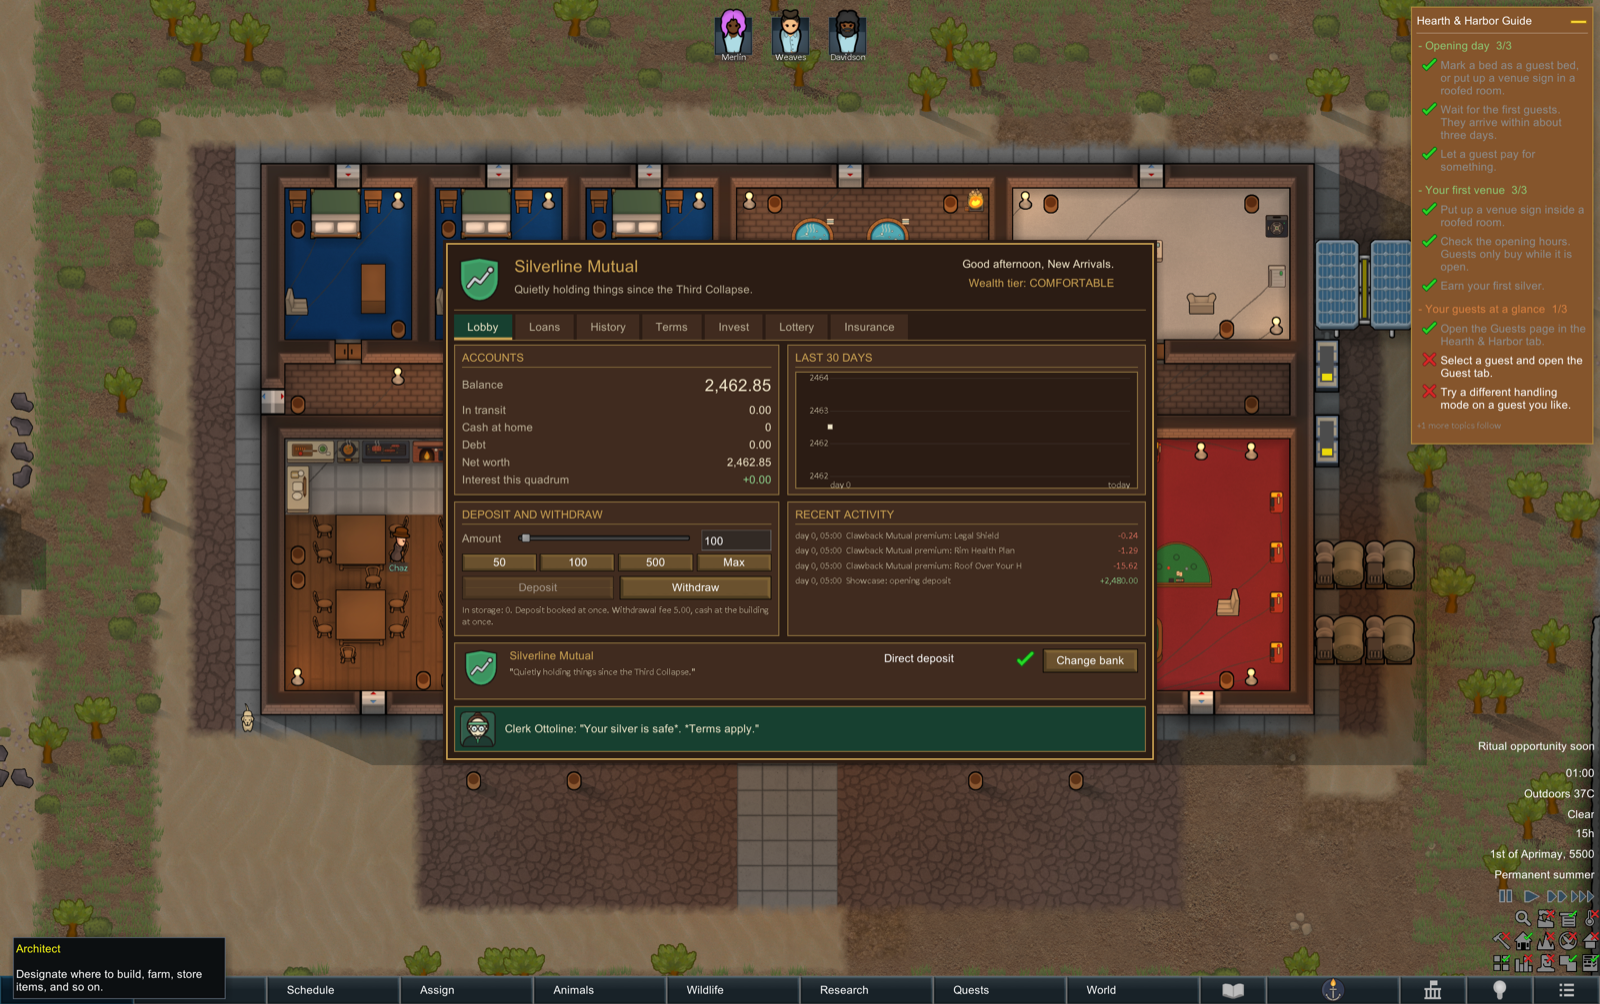 Merlin
Weaves
Davidson
Hearth & Harbor Guide
- Opening day 3/3
Mark a bed as a guest bed,
or put up a venue sign in a
roofed room.
Wait for the first guests.
They arrive within about
three days.
Let a guest pay for
something.
- Your first venue 3/3
Put up a venue sign inside a
roofed room.
Check the opening hours.
Guests only buy while it is
open.
Earn your first silver.
- Your guests at a glance 1/3
Open the Guests page in the
Hearth & Harbor tab.
Select a guest and open the
Guest tab.
Try a different handling
mode on a guest you like.
+1 more topics follow
Silverline Mutual
Quietly holding things since the Third Collapse.
Good afternoon, New Arrivals.
Wealth tier: COMFORTABLE
Lobby
Loans
History
Terms
Invest
Lottery
Insurance
ACCOUNTS
Balance 2,462.85
In transit 0.00
Cash at home 0
Debt 0.00
Net worth 2,462.85
Interest this quadrum +0.00
LAST 30 DAYS
2464
2463
2462
2462
day 0
today
DEPOSIT AND WITHDRAW
Amount 100
50 100 500 Max
Deposit Withdraw
In storage: 0. Deposit booked at once. Withdrawal fee 5.00, cash at the building
at once.
RECENT ACTIVITY
day 0, 05:00 Clawback Mutual premium: Legal Shield -0.24
day 0, 05:00 Clawback Mutual premium: Rim Health Plan -1.29
day 0, 05:00 Clawback Mutual premium: Roof Over Your H -15.62
day 0, 05:00 Showcase: opening deposit +2,480.00
Silverline Mutual
"Quietly holding things since the Third Collapse."
Direct deposit
Change bank
Clerk Ottoline: "Your silver is safe*. *Terms apply."
Chaz
Ritual opportunity soon
01:00
Outdoors 37C
Clear
15h
1st of Aprimay, 5500
Permanent summer
Architect
Designate where to build, farm, store
items, and so on.
Schedule
Assign
Animals
Wildlife
Research
Quests
World